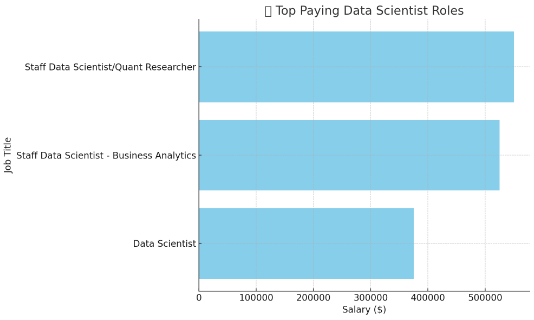 ▯ Top Paying Data Scientist Roles
Staff Data Scientist/Quant Researcher
Staff Data Scientist - Business Analytics
Data Scientist
Job Title
0 100000 200000 300000 400000 500000
Salary ($)